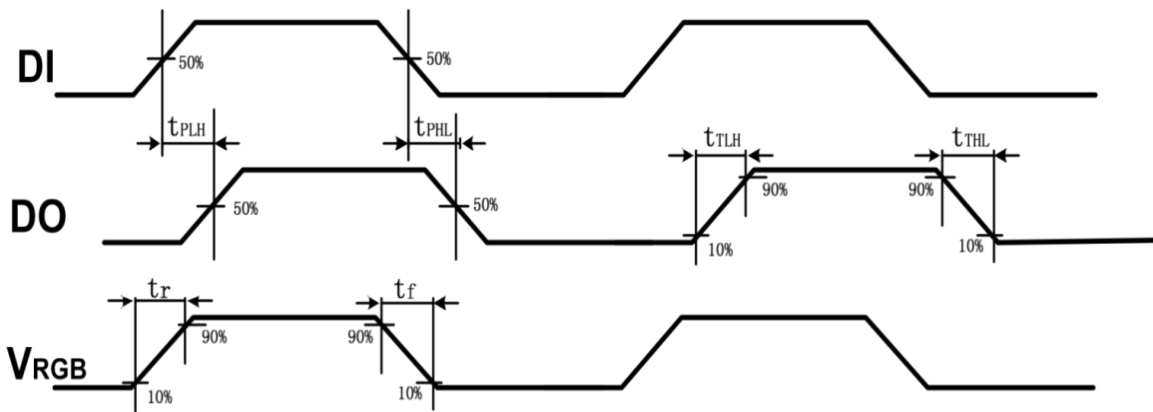 DI 50% 50%
tPLH tPHL tTLH tTHL
DO 50% 50% 90% 10% 90% 10%
tr tf
VRGB 10% 90% 90% 10%